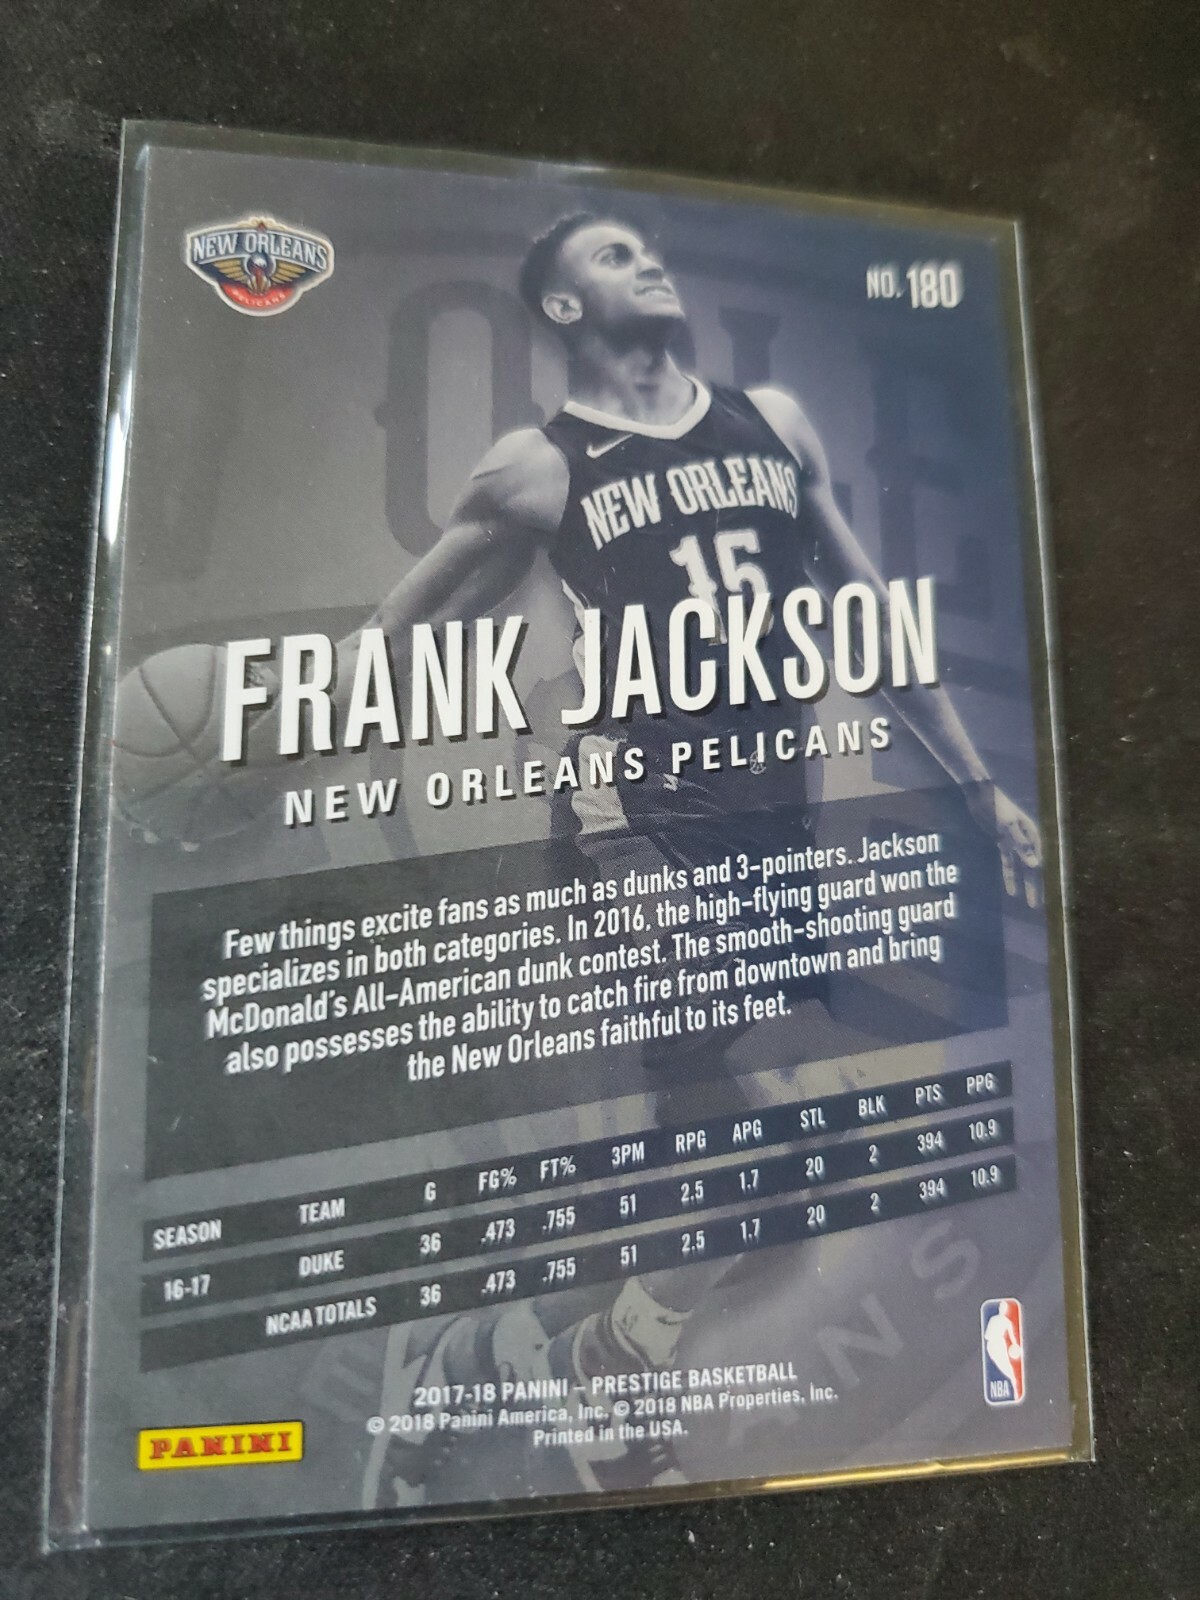 NEW ORLEANS
PELICANS
NO. 180
NEW ORLEANS
15
FRANK JACKSON
NEW ORLEANS PELICANS
Few things excite fans as much as dunks and 3-pointers. Jackson
specializes in both categories. In 2016, the high-flying guard won the
McDonald's All-American dunk contest. The smooth-shooting guard
also possesses the ability to catch fire from downtown and bring
the New Orleans faithful to its feet.
SEASON TEAM G FG% FT% 3PM RPG APG STL BLK PTS PPG
16-17 DUKE 36 .473 .755 51 2.5 1.7 20 2 394 10.9
NCAA TOTALS 36 .473 .755 51 2.5 1.7 20 2 394 10.9
2017-18 PANINI – PRESTIGE BASKETBALL
© 2018 Panini America, Inc. © 2018 NBA Properties, Inc.
Printed in the USA.
PANINI
NBA